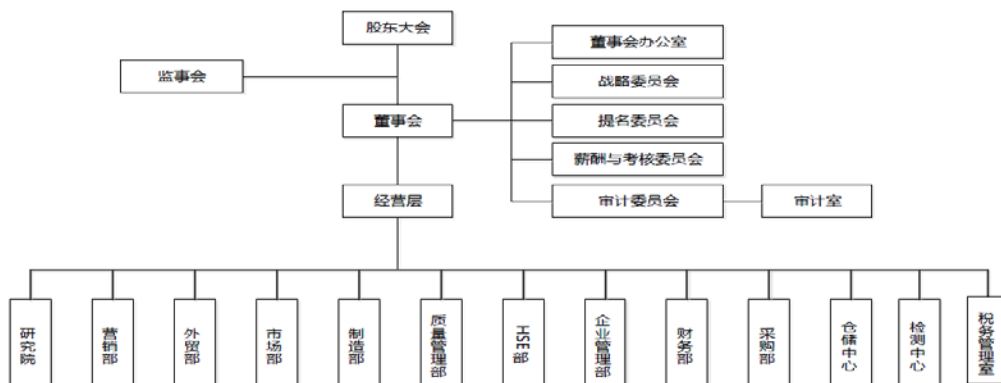 股东大会
董事会办公室
监事会
战略委员会
董事会
提名委员会
薪酬与考核委员会
经营层
审计委员会
审计室
研究院
营销部
外贸部
市场部
制造部
质量管理部
HSE部
企业管理部
财务部
采购部
仓储中心
检测中心
税务管理室